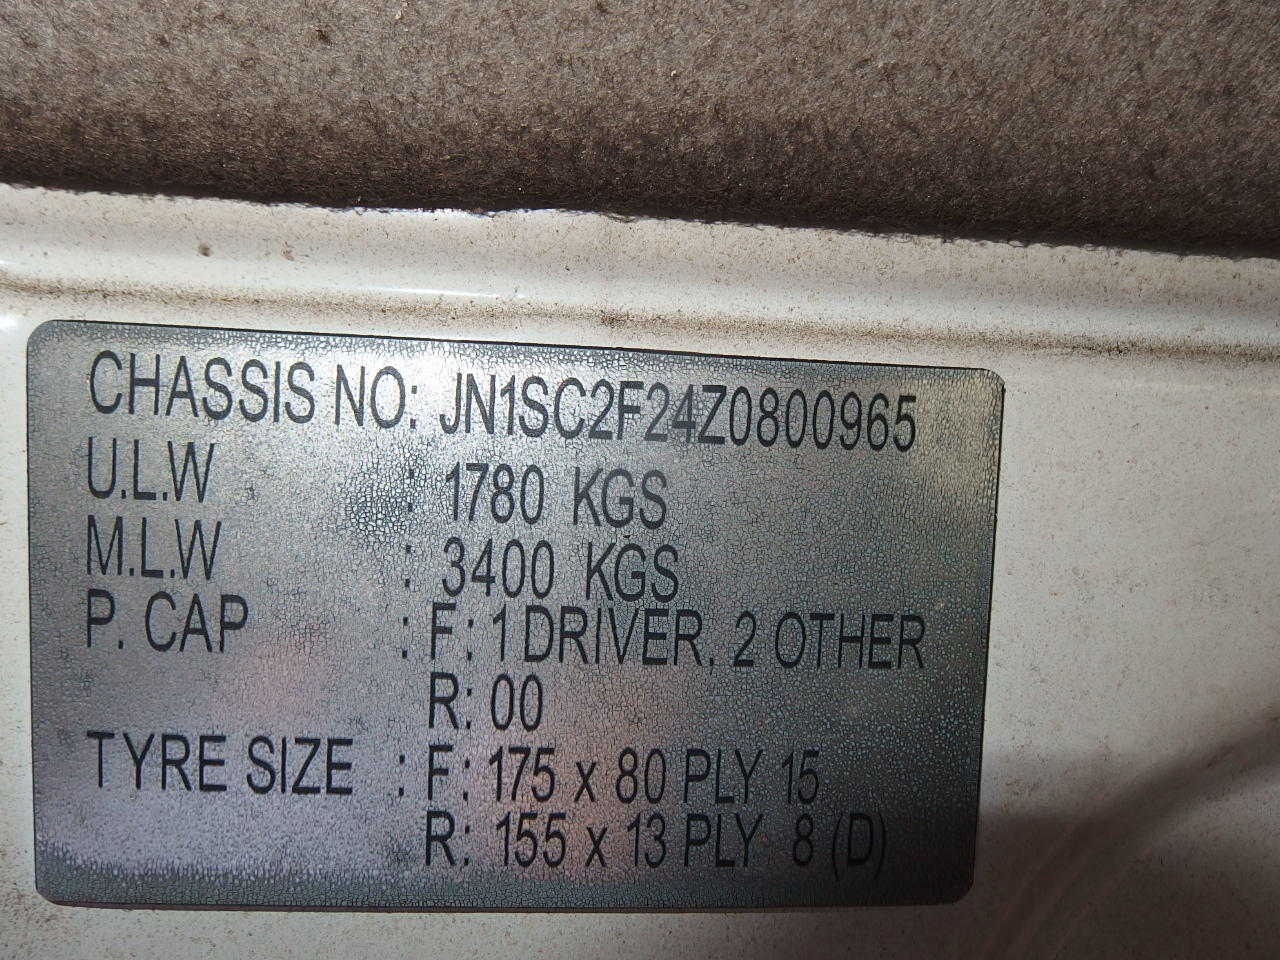 CHASSIS NO: JN1SC2F24Z0800965
U.L.W : 1780 KGS
M.L.W : 3400 KGS
P. CAP : F: 1 DRIVER, 2 OTHER
R: 00
TYRE SIZE : F: 175 x 80 PLY 15
R: 155 x 13 PLY 8 (D)